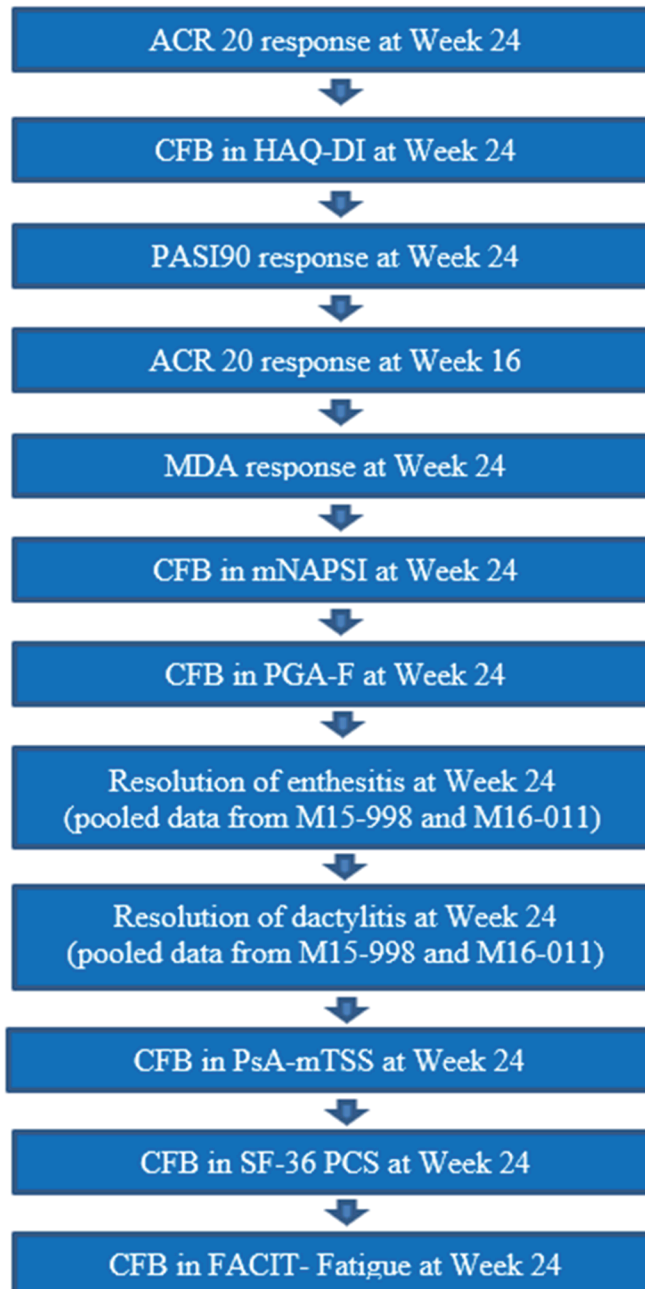 ACR 20 response at Week 24
CFB in HAQ-DI at Week 24
PASI90 response at Week 24
ACR 20 response at Week 16
MDA response at Week 24
CFB in mNAPSI at Week 24
CFB in PGA-F at Week 24
Resolution of enthesitis at Week 24
(pooled data from M15-998 and M16-011)
Resolution of dactylitis at Week 24
(pooled data from M15-998 and M16-011)
CFB in PsA-mTSS at Week 24
CFB in SF-36 PCS at Week 24
CFB in FACIT- Fatigue at Week 24